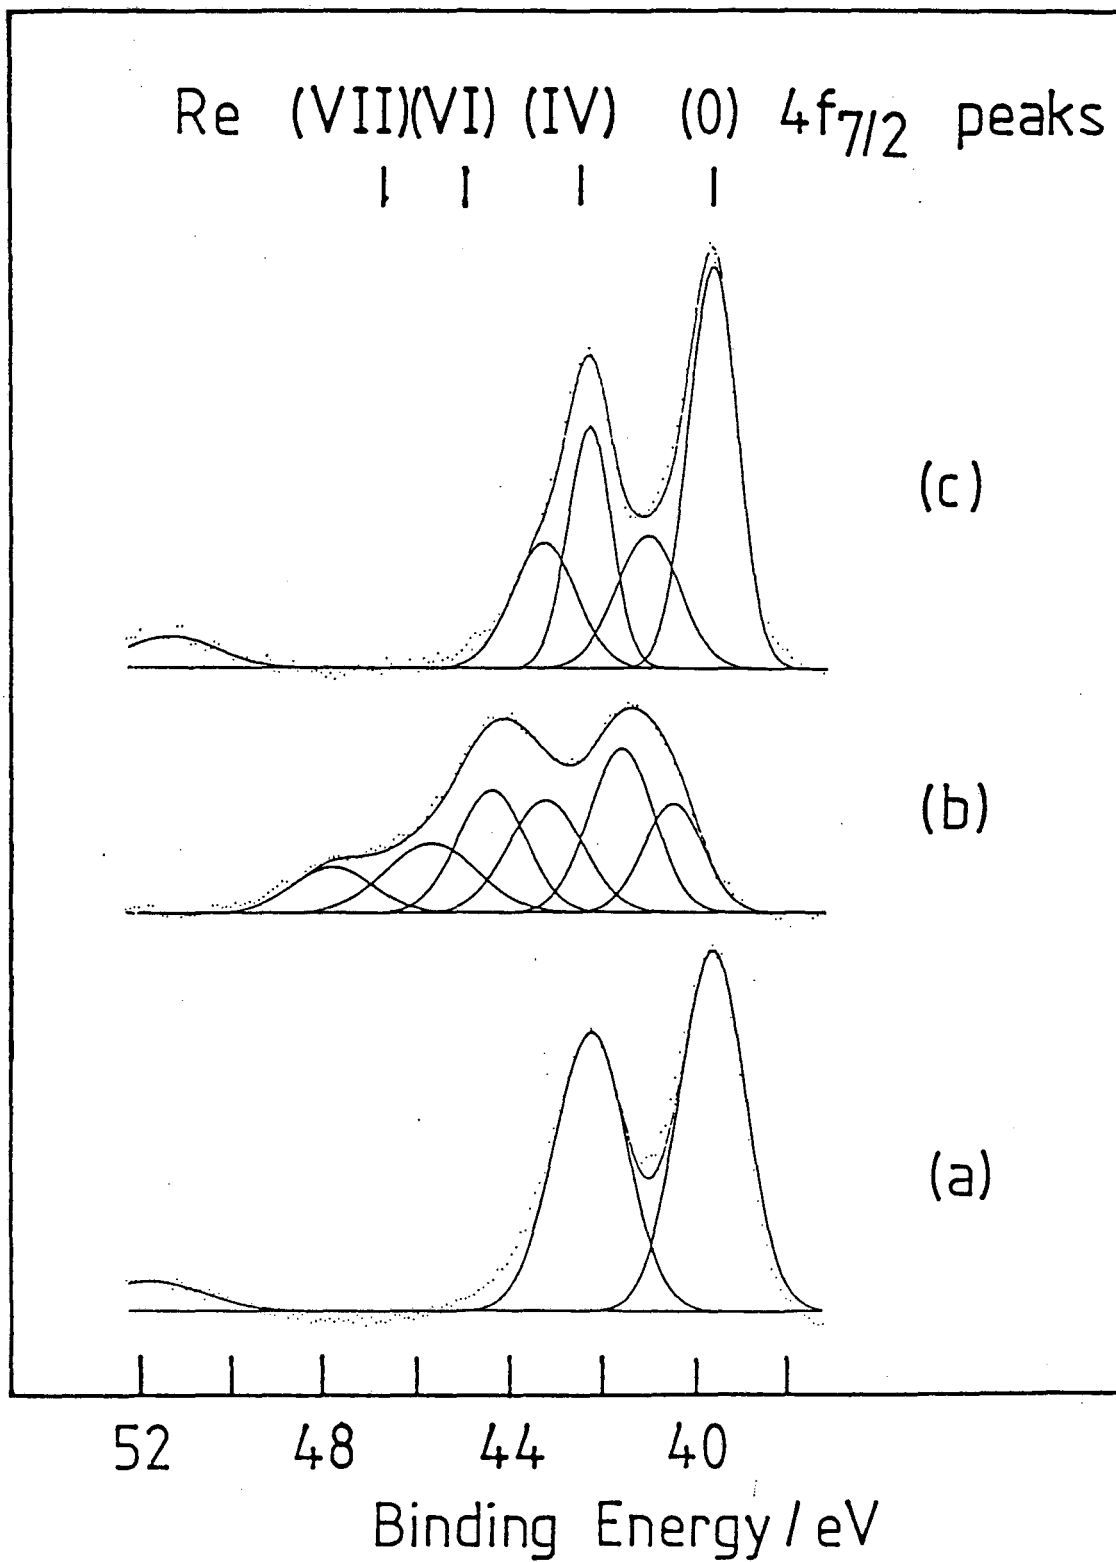 Re (VII)(VI) (IV) (0) 4f7/2 peaks
(c)
(b)
(a)
52 48 44 40
Binding Energy / eV